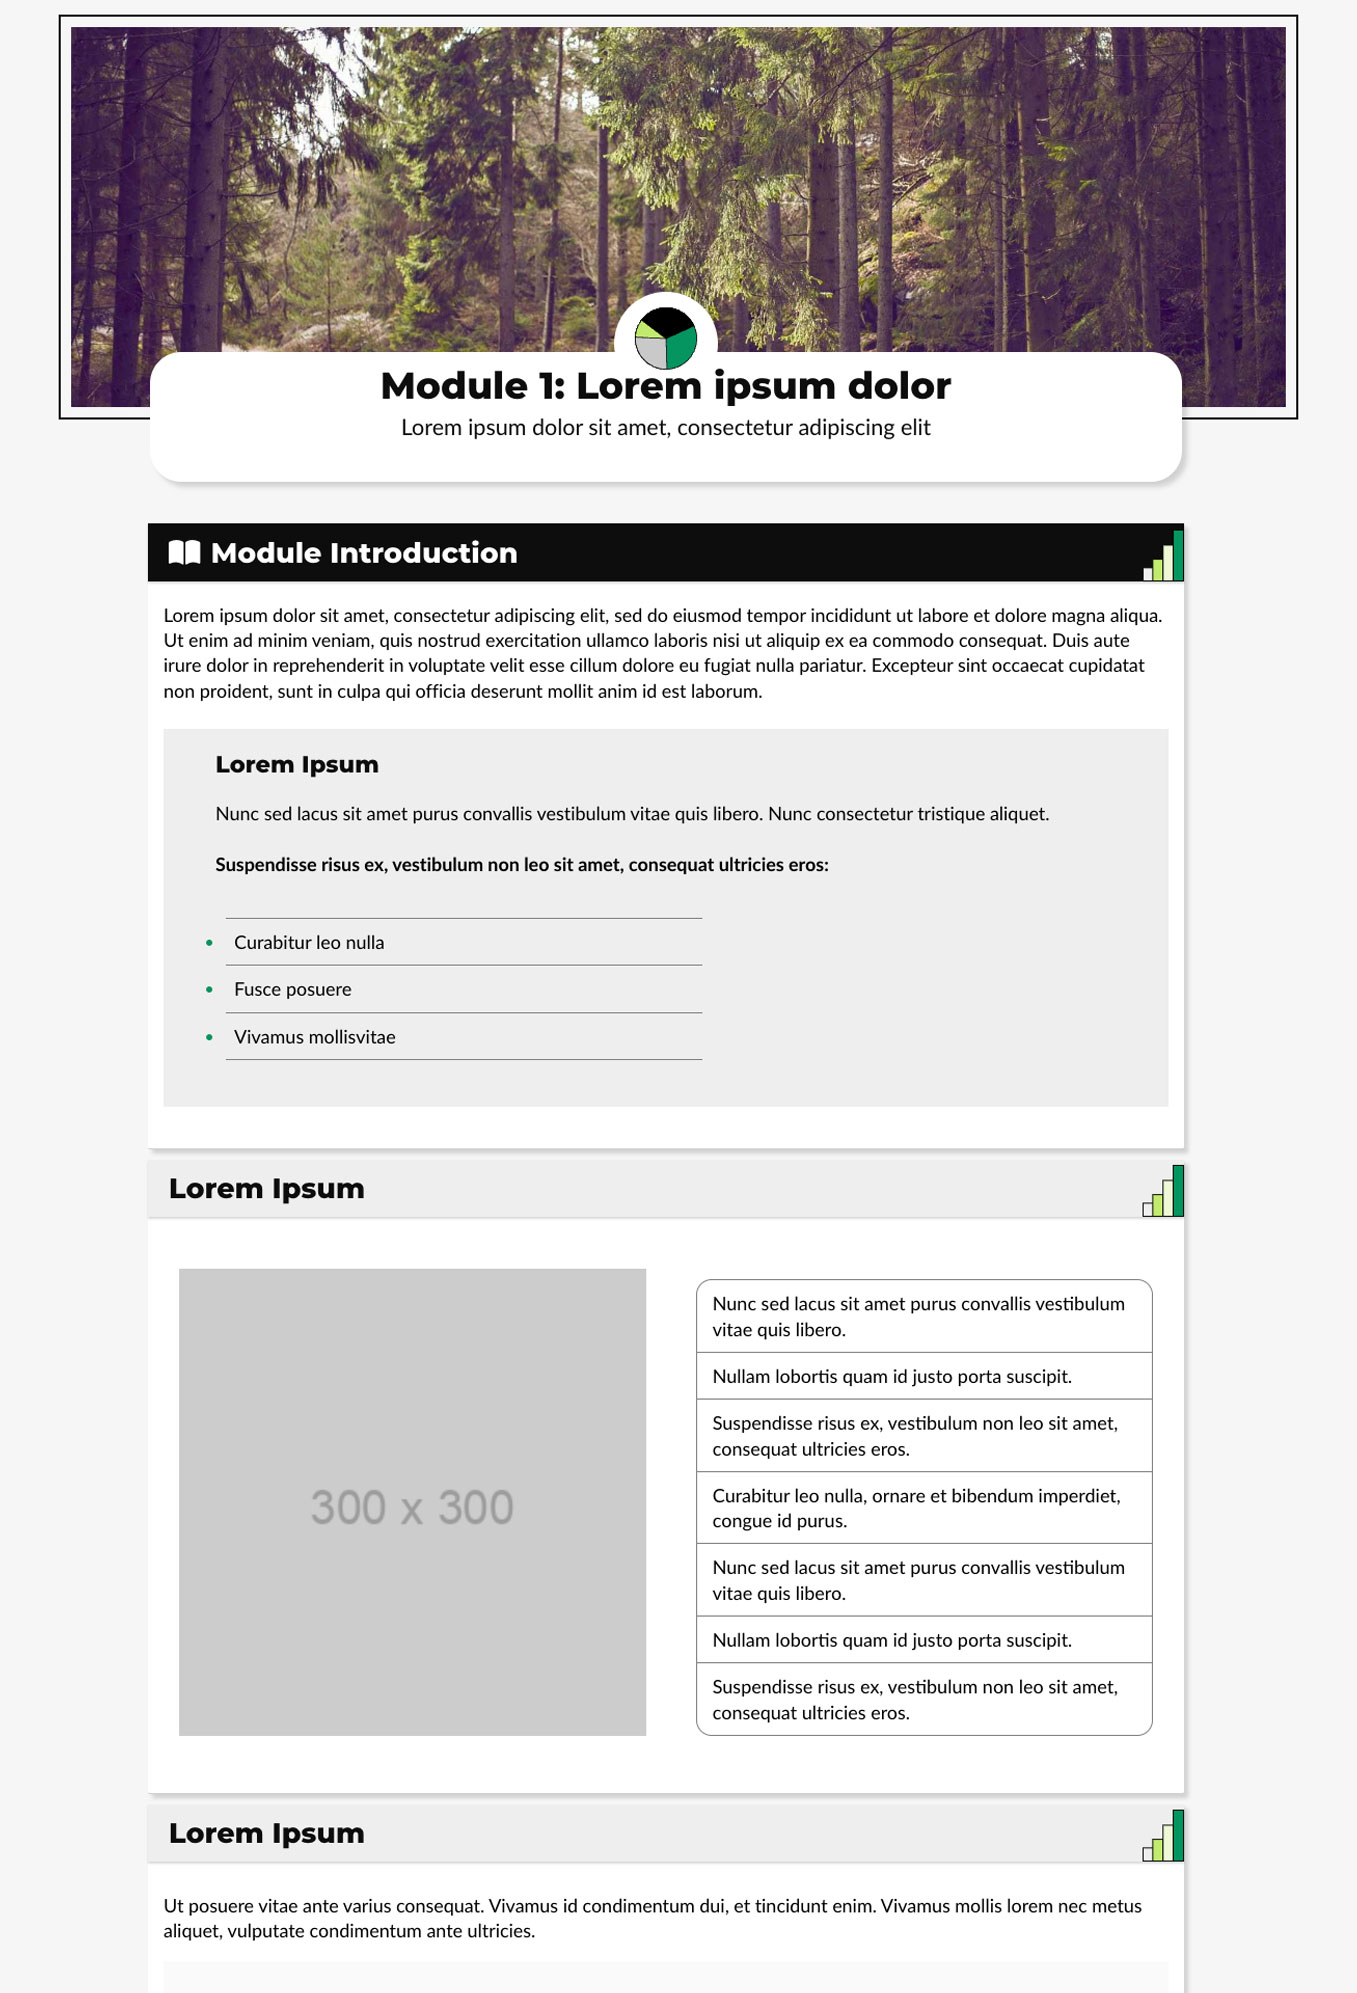 Module 1: Lorem ipsum dolor
Lorem ipsum dolor sit amet, consectetur adipiscing elit
Module Introduction
Lorem ipsum dolor sit amet, consectetur adipiscing elit, sed do eiusmod tempor incididunt ut labore et dolore magna aliqua.
Ut enim ad minim veniam, quis nostrud exercitation ullamco laboris nisi ut aliquip ex ea commodo consequat. Duis aute
irure dolor in reprehenderit in voluptate velit esse cillum dolore eu fugiat nulla pariatur. Excepteur sint occaecat cupidatat
non proident, sunt in culpa qui officia deserunt mollit anim id est laborum.
Lorem Ipsum
Nunc sed lacus sit amet purus convallis vestibulum vitae quis libero. Nunc consectetur tristique aliquet.
Suspendisse risus ex, vestibulum non leo sit amet, consequat ultricies eros:
• Curabitur leo nulla
• Fusce posuere
• Vivamus mollisvitae
Lorem Ipsum
300 x 300
Nunc sed lacus sit amet purus convallis vestibulum
vitae quis libero.
Nullam lobortis quam id justo porta suscipit.
Suspendisse risus ex, vestibulum non leo sit amet,
consequat ultricies eros.
Curabitur leo nulla, ornare et bibendum imperdiet,
congue id purus.
Nunc sed lacus sit amet purus convallis vestibulum
vitae quis libero.
Nullam lobortis quam id justo porta suscipit.
Suspendisse risus ex, vestibulum non leo sit amet,
consequat ultricies eros.
Lorem Ipsum
Ut posuere vitae ante varius consequat. Vivamus id condimentum dui, et tincidunt enim. Vivamus mollis lorem nec metus
aliquet, vulputate condimentum ante ultricies.